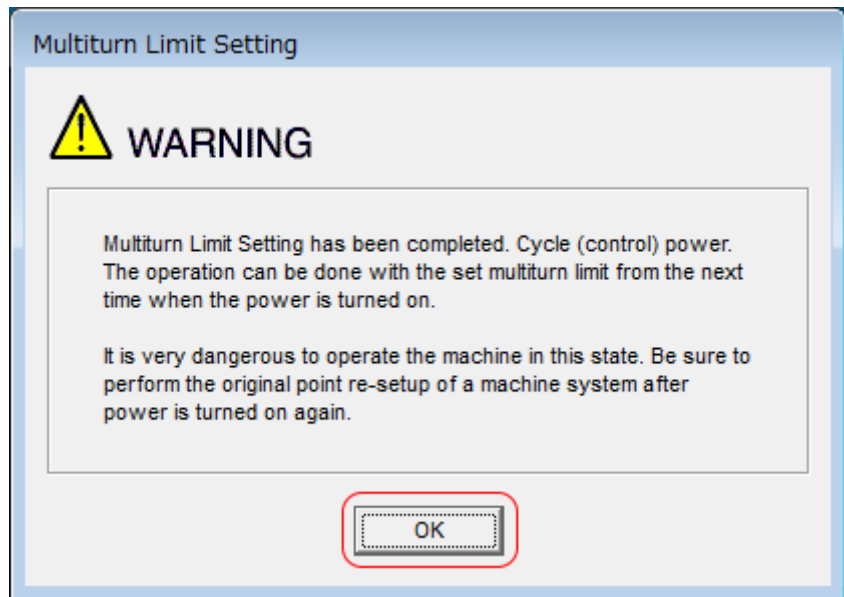 Multiturn Limit Setting
WARNING
Multiturn Limit Setting has been completed. Cycle (control) power.
The operation can be done with the set multiturn limit from the next
time when the power is turned on.
It is very dangerous to operate the machine in this state. Be sure to
perform the original point re-setup of a machine system after
power is turned on again.
OK